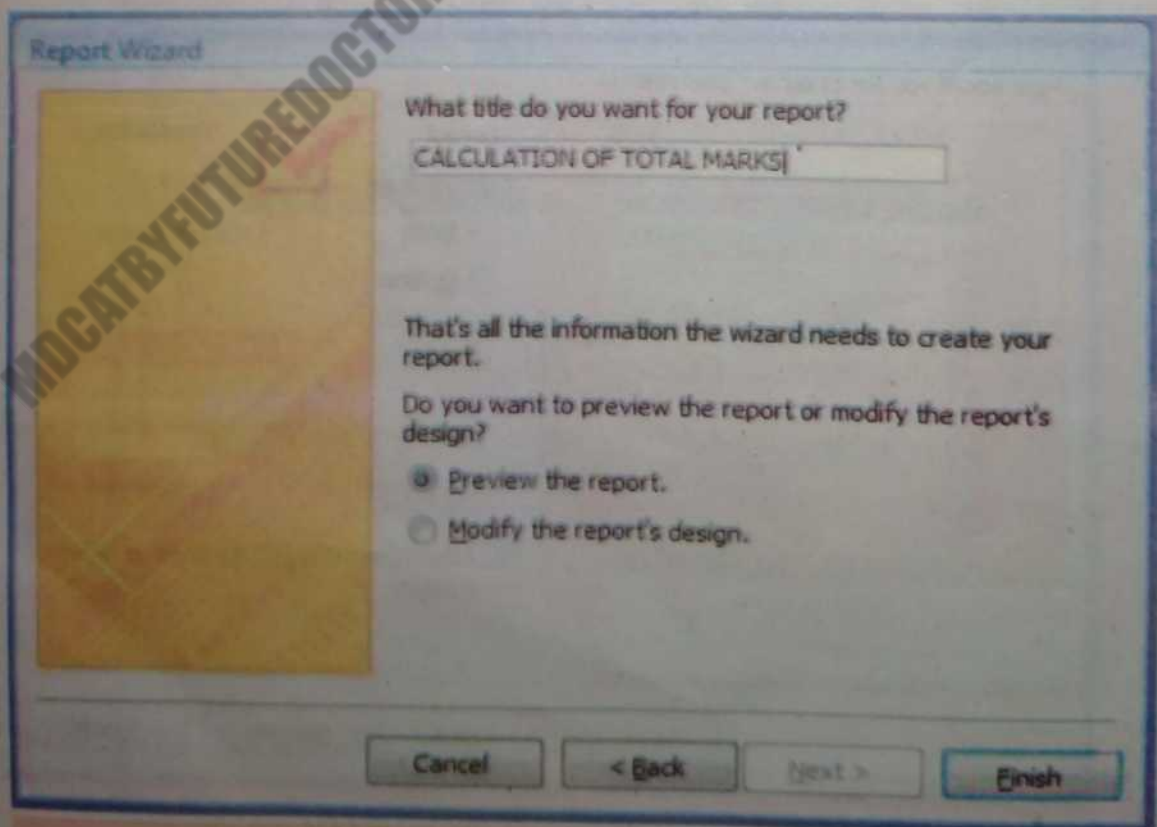 Report Wizard
MDCATBYFUTUREDOCTOR
What title do you want for your report?
CALCULATION OF TOTAL MARKS
That's all the information the wizard needs to create your
report.
Do you want to preview the report or modify the report's
design?
Preview the report.
Modify the report's design.
Cancel
< Back
Next >
Finish